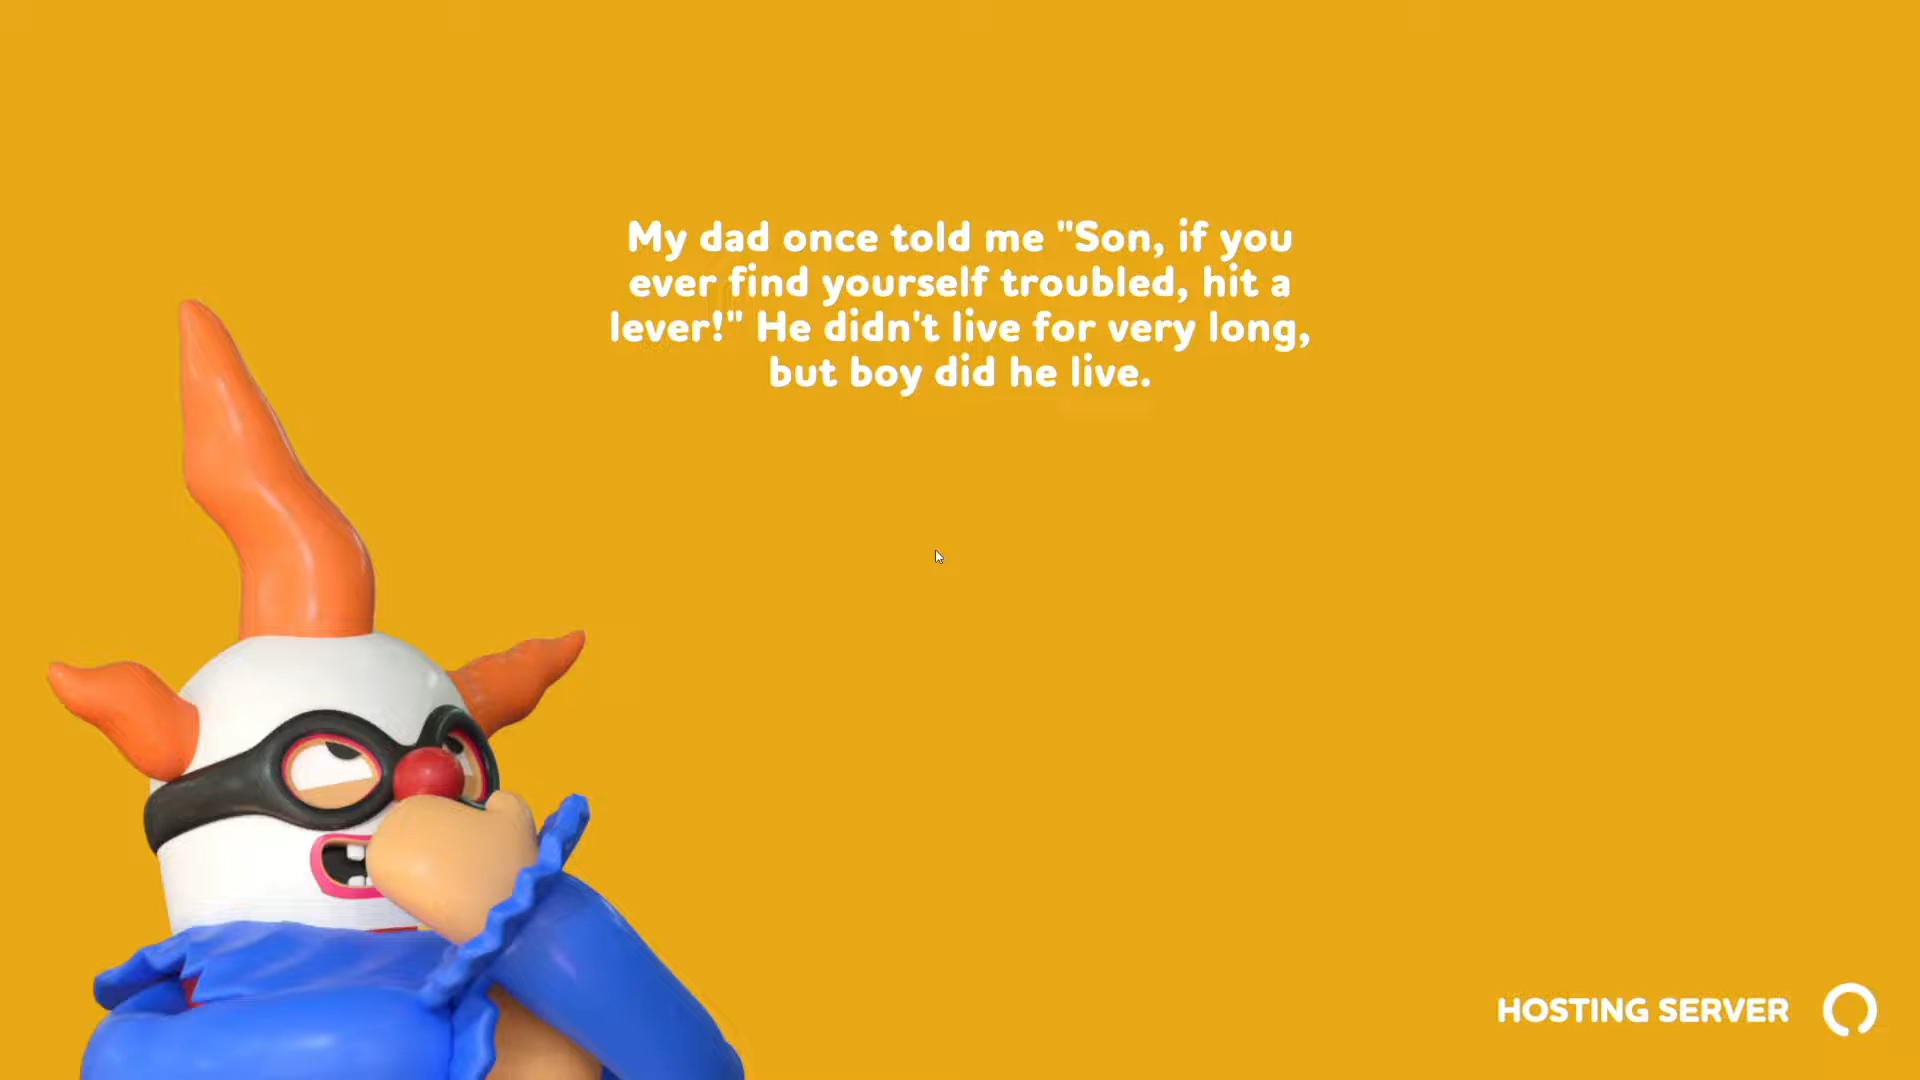 My dad once told me "Son, if you
ever find yourself troubled, hit a
lever!" He didn't live for very long,
but boy did he live.
HOSTING SERVER